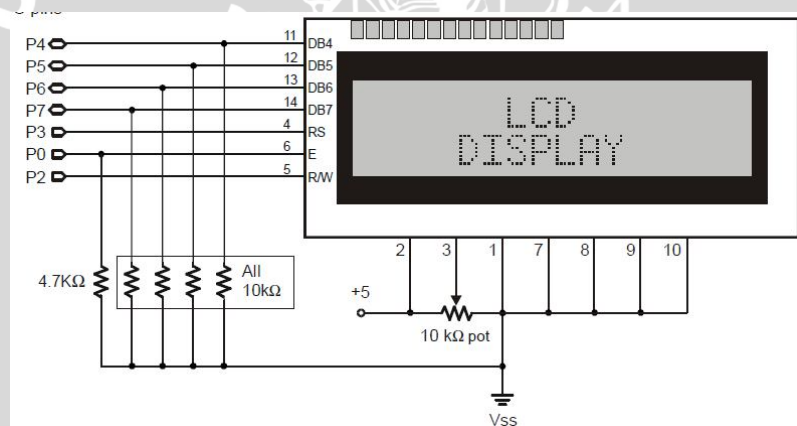 P4 11 DB4
P5 12 DB5
P6 13 DB6
P7 14 DB7
P3 4 RS
P0 6 E
P2 5 R/W
LCD
DISPLAY
2 3 1 7 8 9 10
4.7KΩ
All
10kΩ
+5
10 kΩ pot
Vss